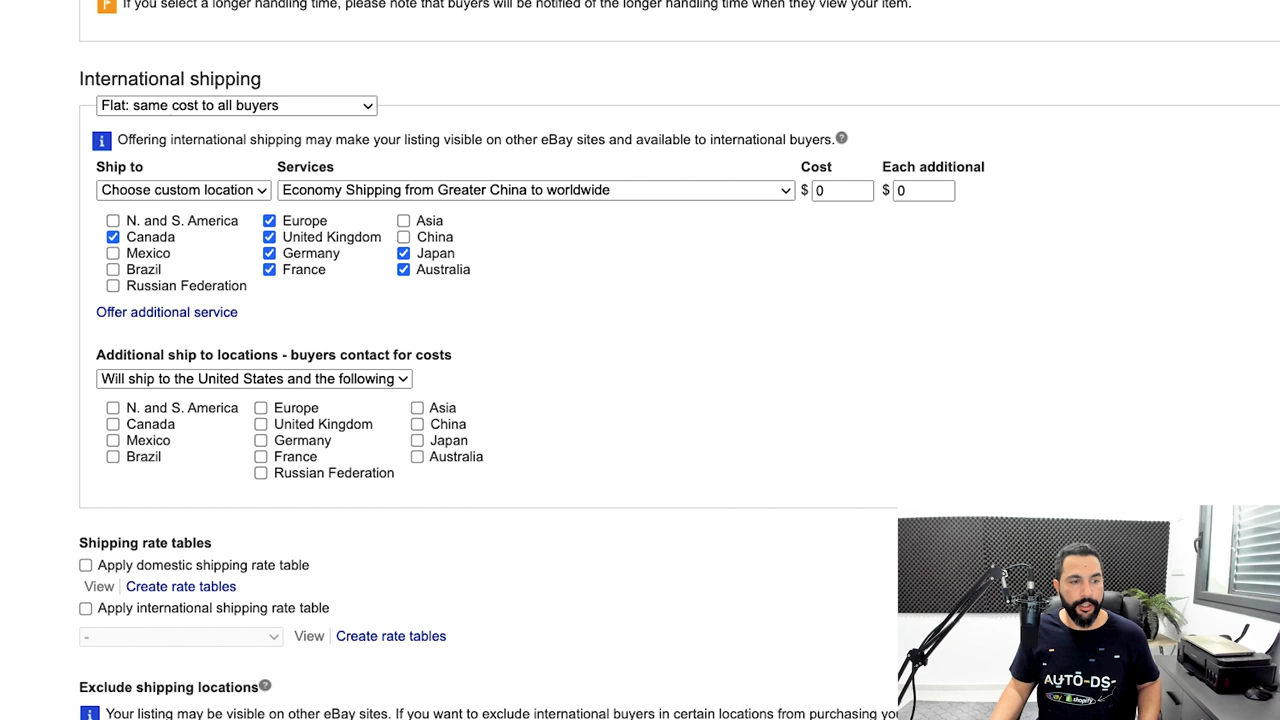 If you select a longer handling time, please note that buyers will be notified of the longer handling time when they view your item.
International shipping
Flat: same cost to all buyers
i Offering international shipping may make your listing visible on other eBay sites and available to international buyers. ?
Ship to Services Cost Each additional
Choose custom location Economy Shipping from Greater China to worldwide $ 0 $ 0
N. and S. America Europe Asia
Canada United Kingdom China
Mexico Germany Japan
Brazil France Australia
Russian Federation
Offer additional service
Additional ship to locations - buyers contact for costs
Will ship to the United States and the following
N. and S. America Europe Asia
Canada United Kingdom China
Mexico Germany Japan
Brazil France Australia
Russian Federation
Shipping rate tables
Apply domestic shipping rate table
View Create rate tables
Apply international shipping rate table
- View Create rate tables
Exclude shipping locations ?
i Your listing may be visible on other eBay sites. If you want to exclude international buyers in certain locations from purchasing
AUTO-DS
shopify